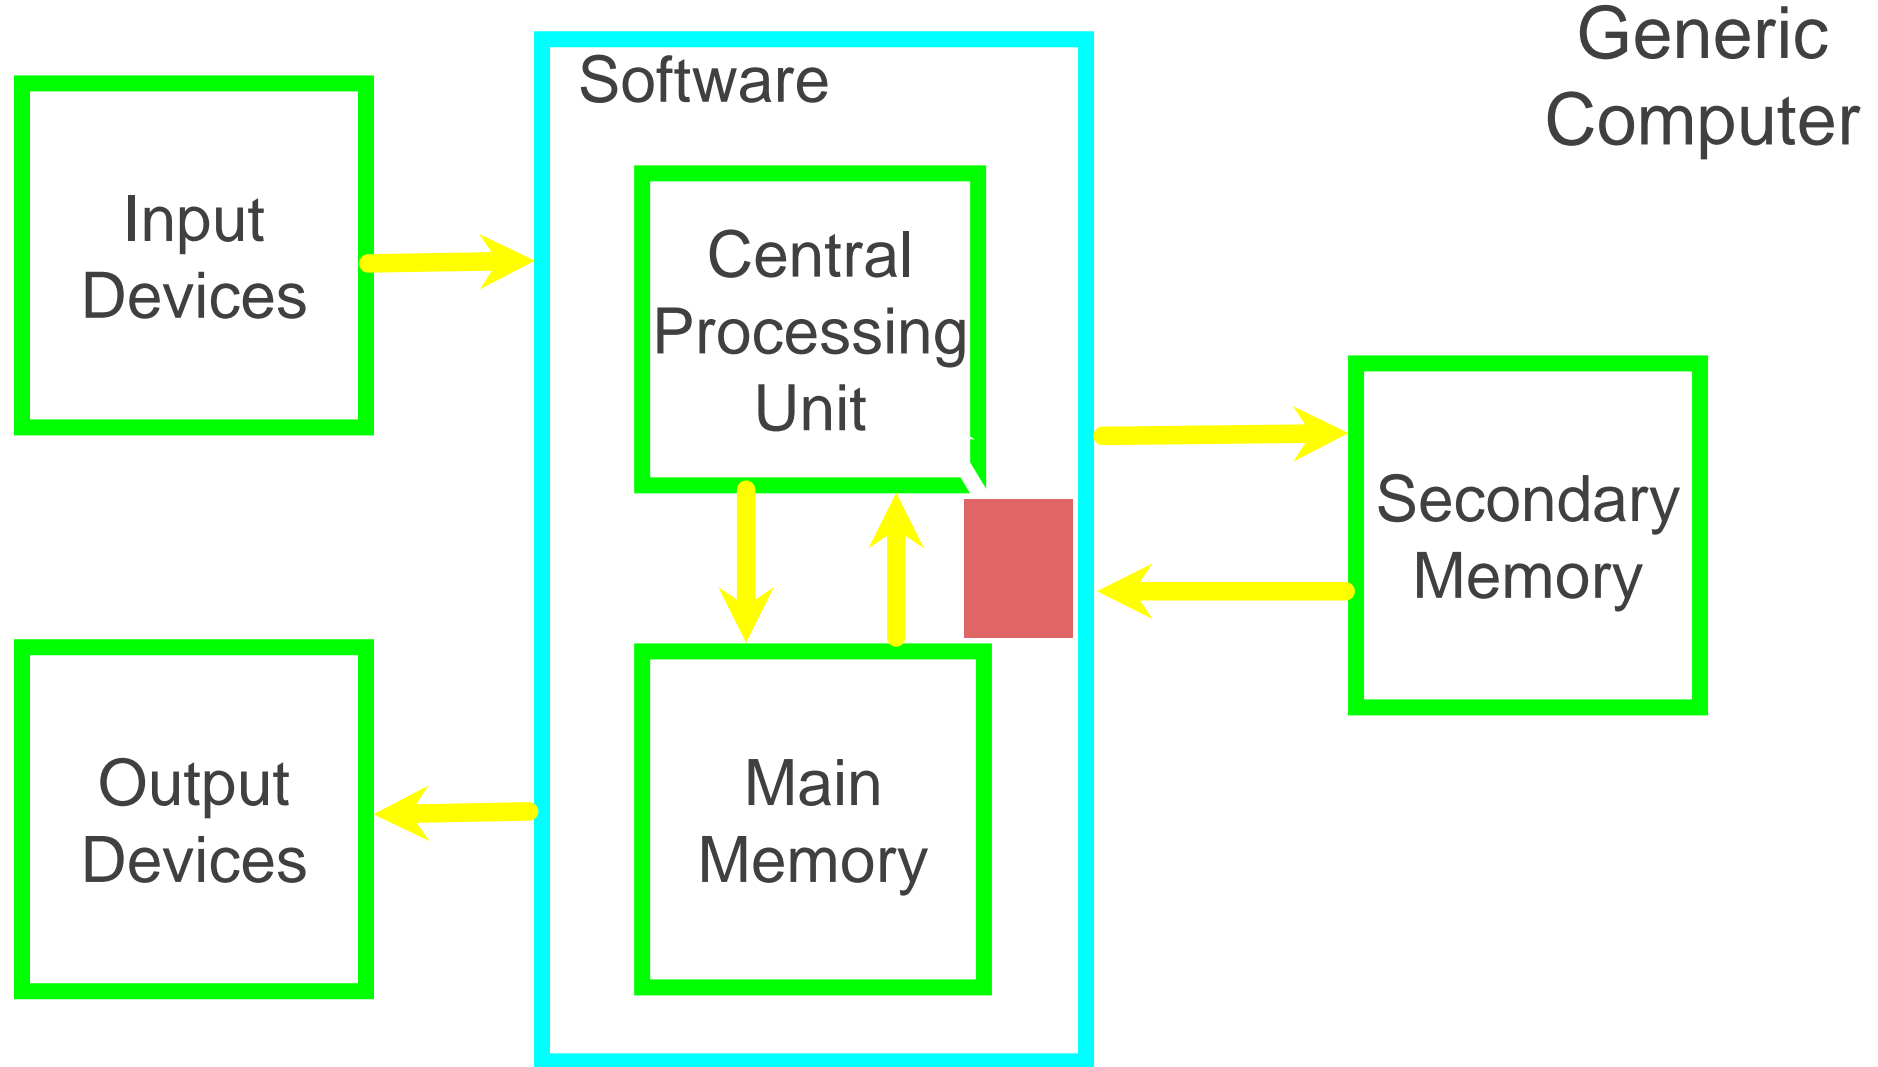 Generic
Computer
Software
Input
Devices
Central
Processing
Unit
Secondary
Memory
Output
Devices
Main
Memory